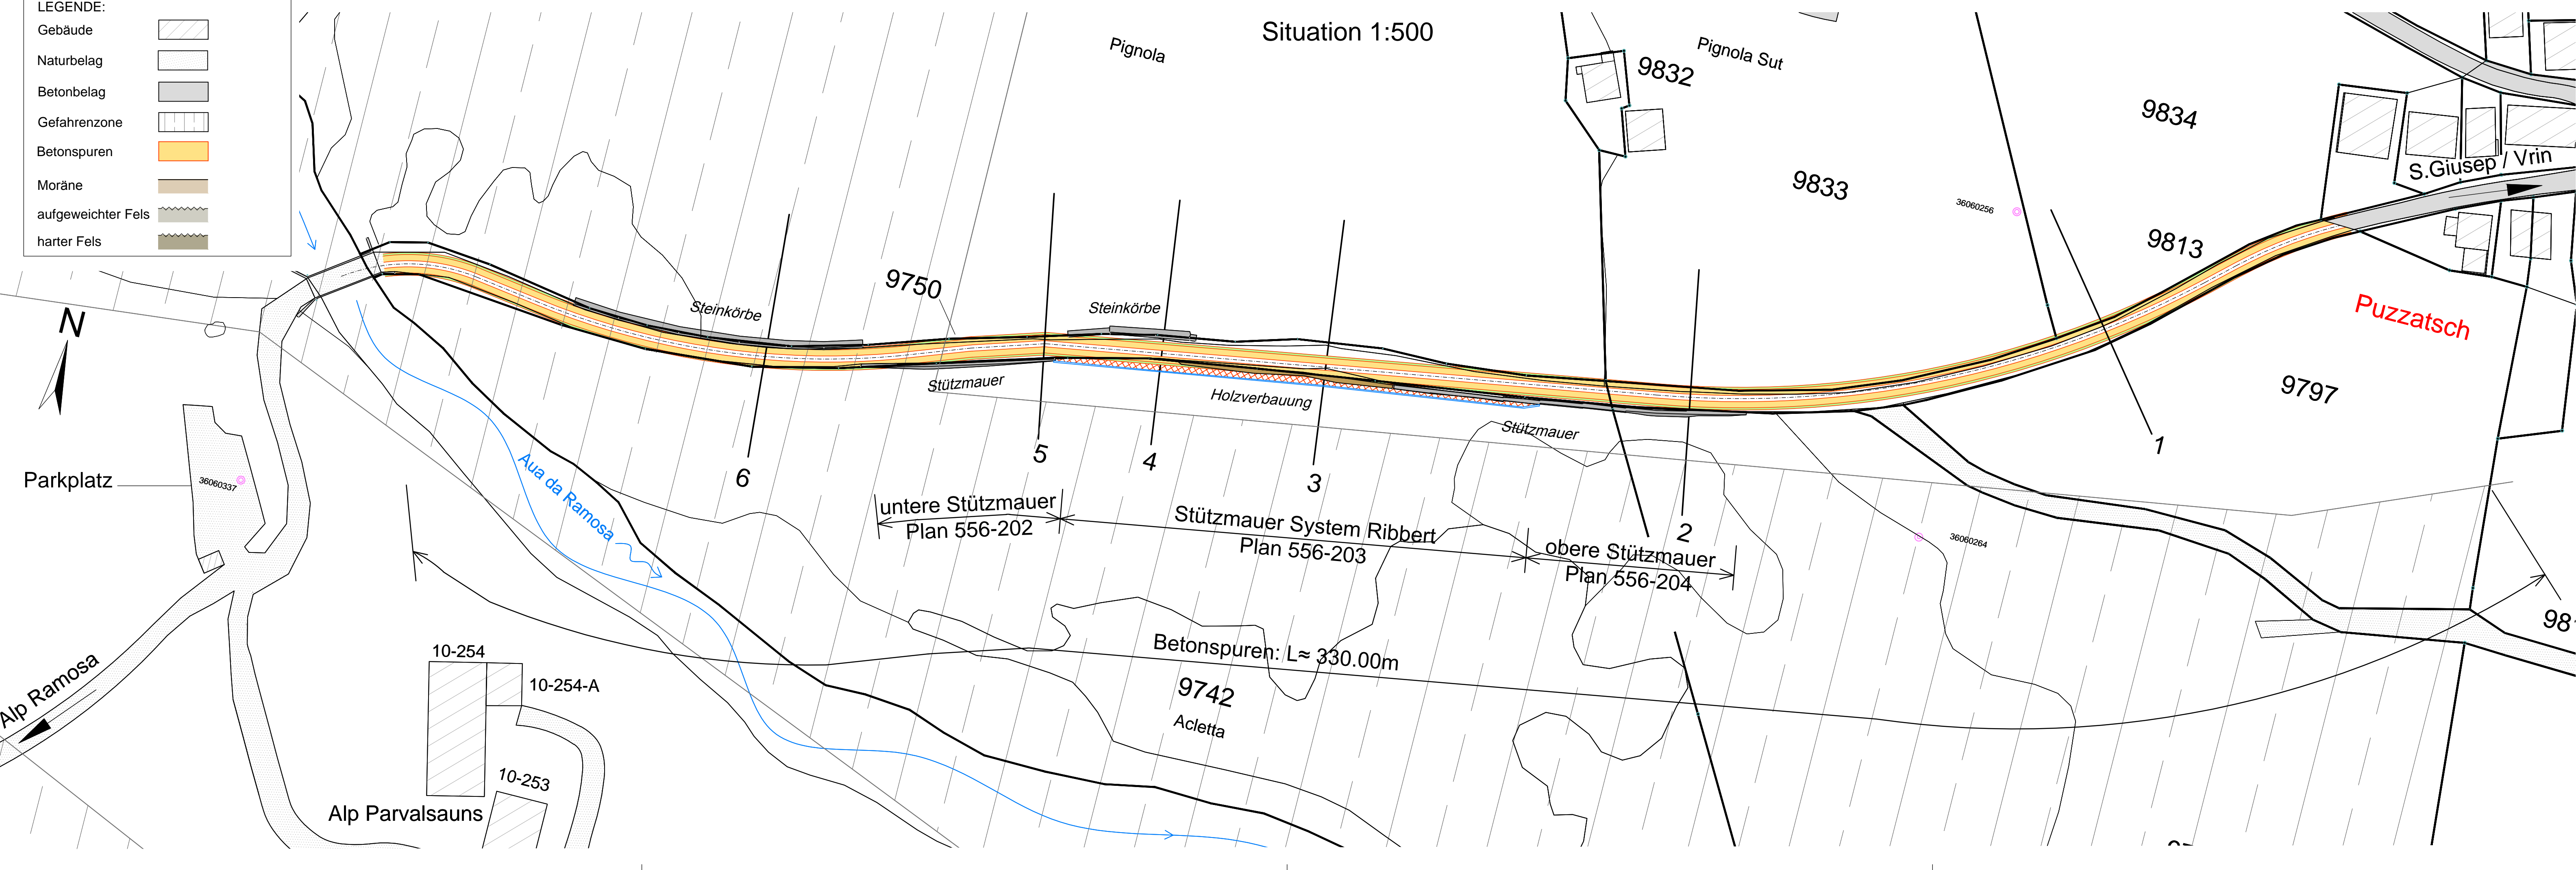 LEGENDE:
Gebäude
Naturbelag
Betonbelag
Gefahrenzone
Betonspuren
Moräne
aufgeweichter Fels
harter Fels
Situation 1:500
Pignola
Pignola Sut
9832
9834
9833
36060256
9813
S.Giusep / Vrin
Puzzatsch
9797
9750
Steinkörbe
Steinkörbe
Stützmauer
Holzverbauung
Stützmauer
N
6
5
4
3
2
1
Parkplatz
36060337
Aua da Ramosa
untere Stützmauer
Plan 556-202
Stützmauer System Ribbert
Plan 556-203
obere Stützmauer
Plan 556-204
36060264
Betonspuren: L≈ 330.00m
9742
Acletta
Alp Ramosa
10-254
10-254-A
10-253
Alp Parvalsauns